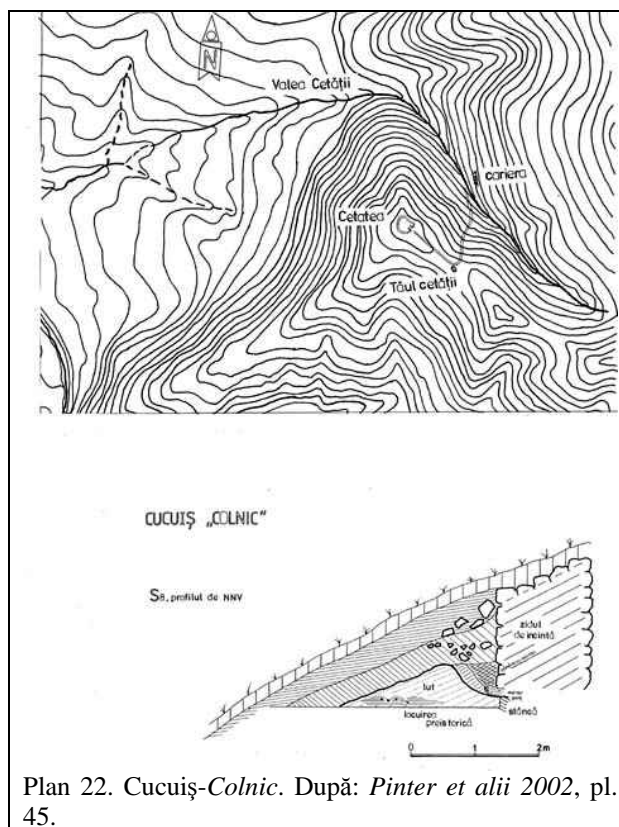 N
Valea Cetății
cariera
Cetatea
Tăul cetății
CUCUIȘ „COLNIC”
S8, profilul de NNV
zidul
de incintă
lut
locuirea
preistorică
stâncă
0 1 2m
Plan 22. Cucuiș-Colnic. După: Pinter et alii 2002, pl.
45.